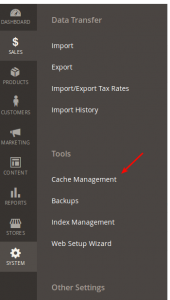 DASHBOARD
SALES
PRODUCTS
CUSTOMERS
MARKETING
CONTENT
REPORTS
STORES
SYSTEM
Data Transfer
Import
Export
Import/Export Tax Rates
Import History
Tools
Cache Management
Backups
Index Management
Web Setup Wizard
Other Settings